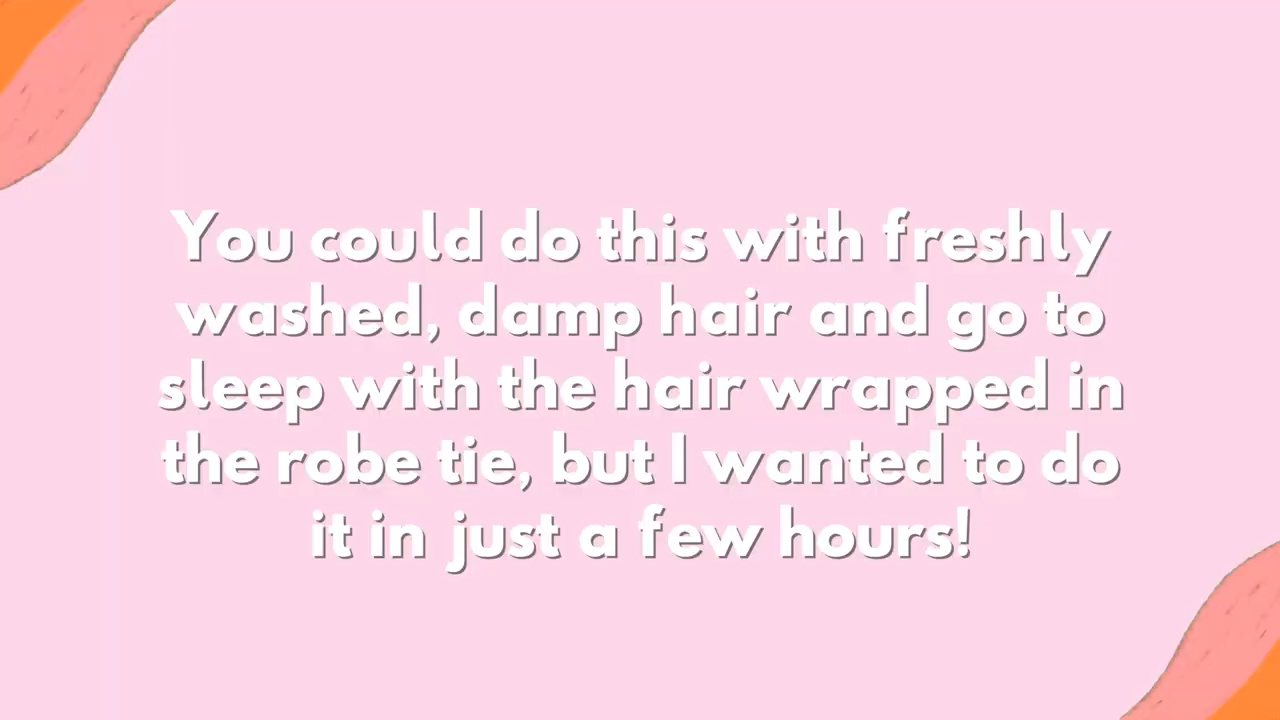 You could do this with freshly
washed, damp hair and go to
sleep with the hair wrapped in
the robe tie, but I wanted to do
it in just a few hours!